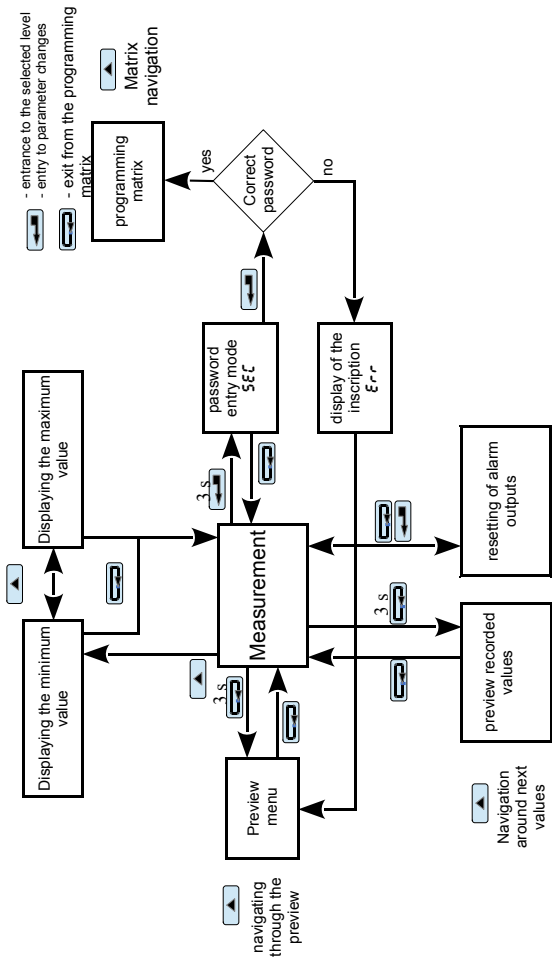 - entrance to the selected level
- entry to parameter changes
- exit from the programming
matrix
Matrix
navigation
programming
matrix
yes
Correct
password
no
Displaying the maximum
value
Displaying the minimum
value
password
entry mode
SEC
display of the
inscription
Err
3 s
Measurement
3 s
3 s
Preview
menu
navigating
through the
preview
resetting of alarm
outputs
preview recorded
values
Navigation
around next
values